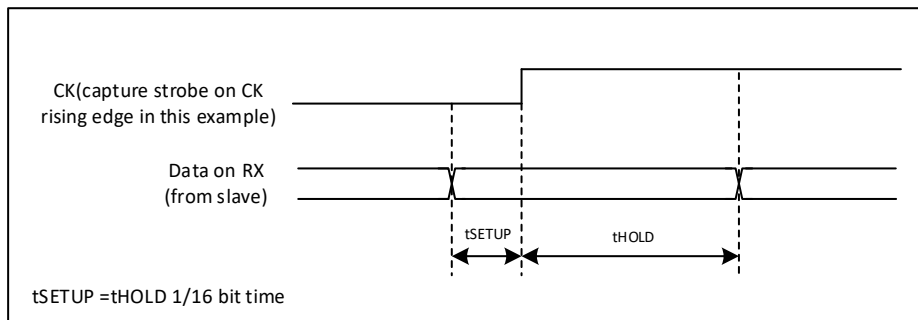 CK(capture strobe on CK
rising edge in this example)
Data on RX
(from slave)
tSETUP
tHOLD
tSETUP =tHOLD 1/16 bit time